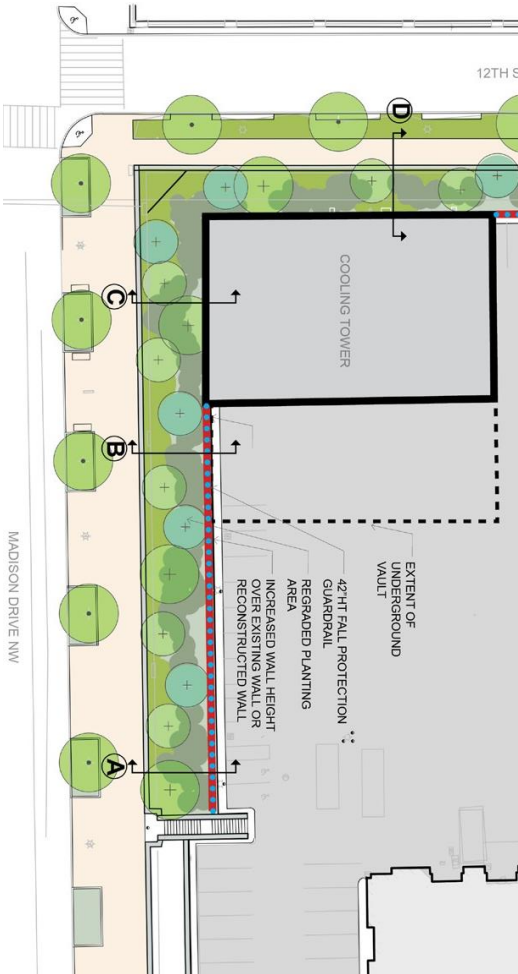 12TH S
D
COOLING TOWER
C
B
EXTENT OF
UNDERGROUND
VAULT
42"HT FALL PROTECTION
GUARDRAIL
REGRADED PLANTING
AREA
INCREASED WALL HEIGHT
OVER EXISTING WALL OR
RECONSTRUCTED WALL
MADISON DRIVE NW
A